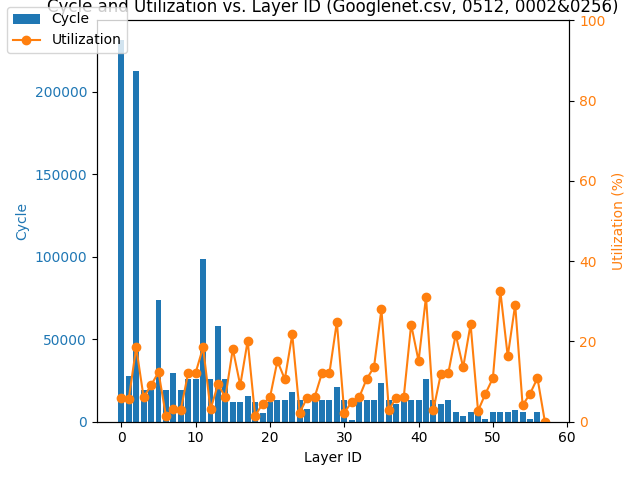 Cycle and Utilization vs. Layer ID (Googlenet.csv, 0512, 0002&0256)
Cycle
Utilization
200000
150000
100000
50000
0
Cycle
100
80
60
40
20
0
Utilization (%)
0 10 20 30 40 50 60
Layer ID